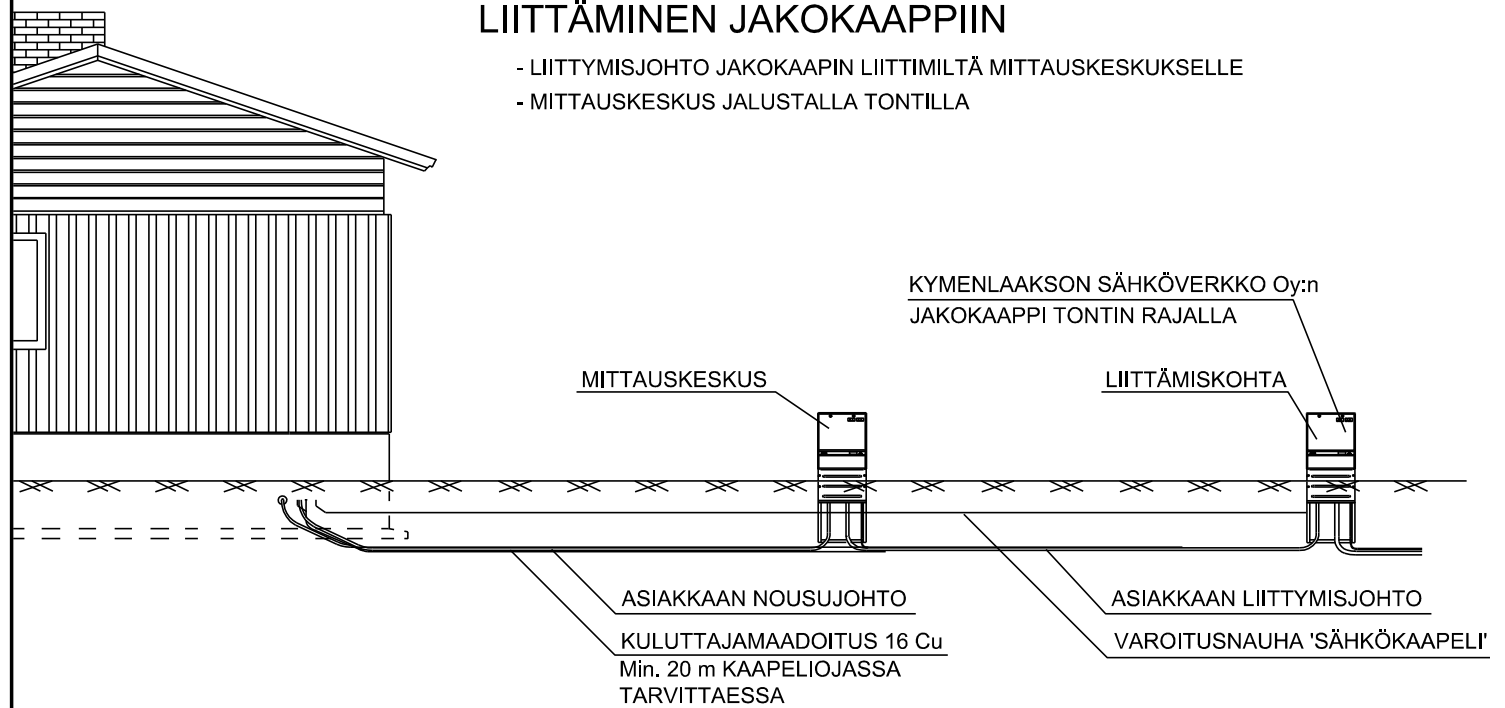 LIITTÄMINEN JAKOKAAPPIIN
- LIITTYMISJOHTO JAKOKAAPIN LIITTIMILTÄ MITTAUSKESKUKSELLE
- MITTAUSKESKUS JALUSTALLA TONTILLA
KYMENLAAKSON SÄHKÖVERKKO Oy:n
JAKOKAAPPI TONTIN RAJALLA
MITTAUSKESKUS
LIITTÄMISKOHTA
ASIAKKAAN NOUSUJOHTO
KULUTTAJAMAADOITUS 16 Cu
Min. 20 m KAAPELIOJASSA
TARVITTAESSA
ASIAKKAAN LIITTYMISJOHTO
VAROITUSNAUHA 'SÄHKÖKAAPELI'